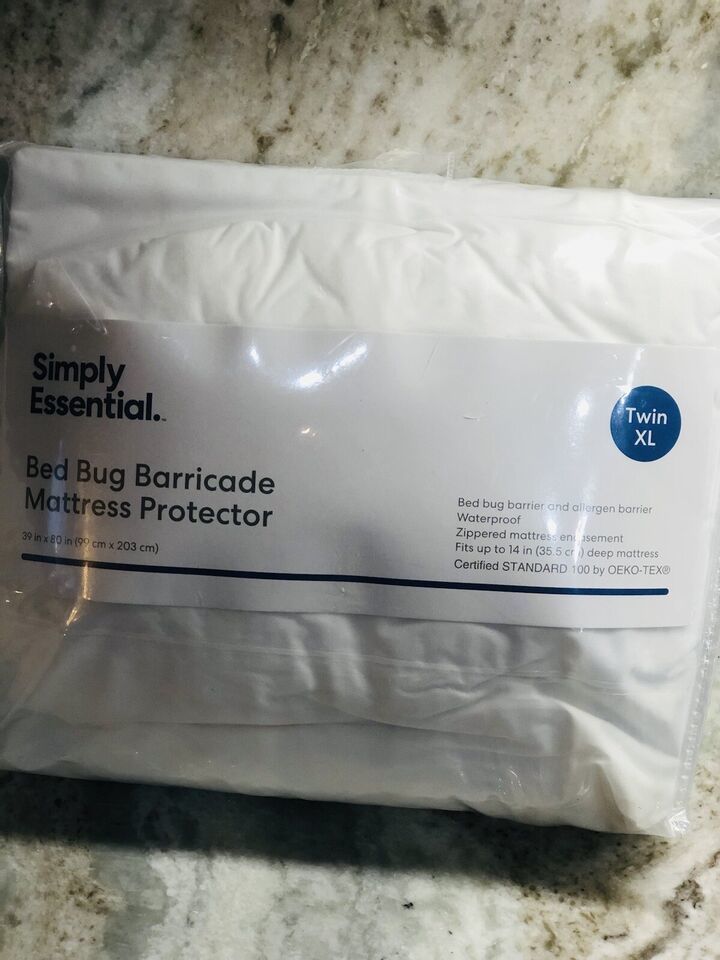 Simply
Essential.™
Twin
XL
Bed Bug Barricade
Mattress Protector
39 in x 80 in (99 cm x 203 cm)
Bed bug barrier and allergen barrier
Waterproof
Zippered mattress encasement
Fits up to 14 in (35.5 cm) deep mattress
Certified STANDARD 100 by OEKO-TEX®